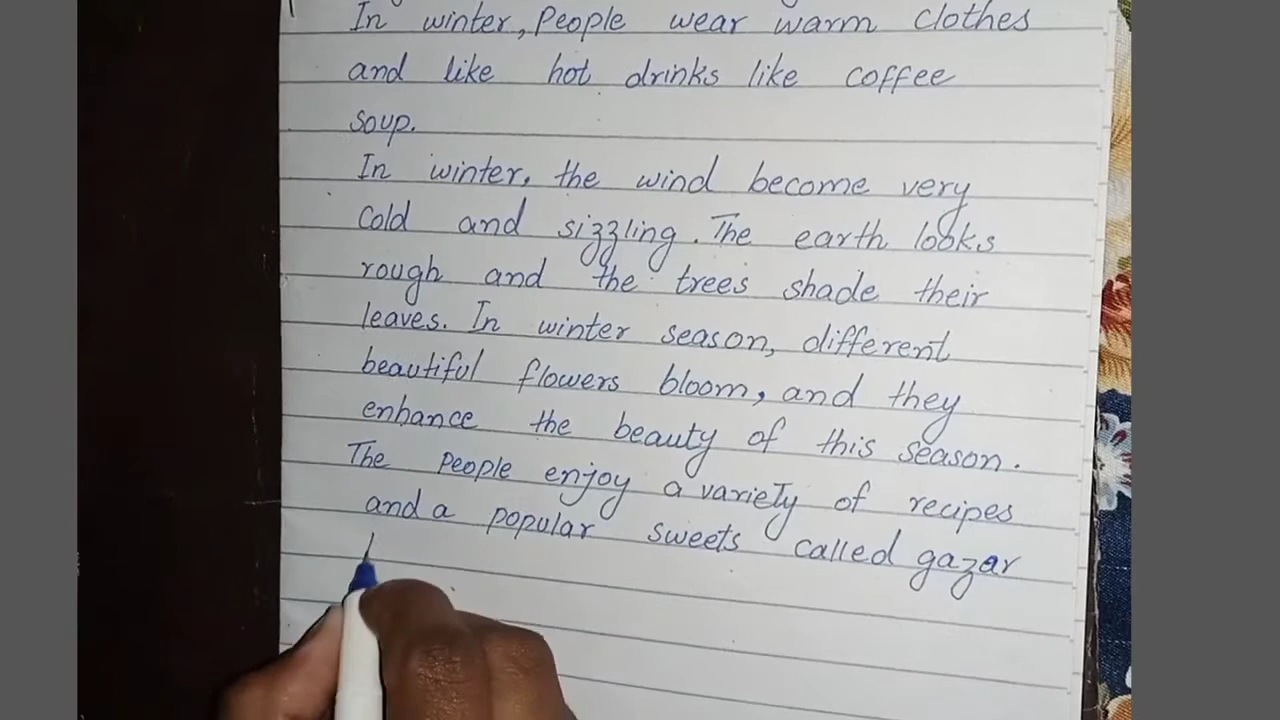 In winter, People wear warm clothes
and like hot drinks like coffee
soup.
In winter, the wind become very
cold and sizzling. The earth looks
rough and the trees shade their
leaves. In winter season, different
beautiful flowers bloom, and they
enhance the beauty of this season.
The People enjoy a variety of recipes
and a popular sweets called gazar